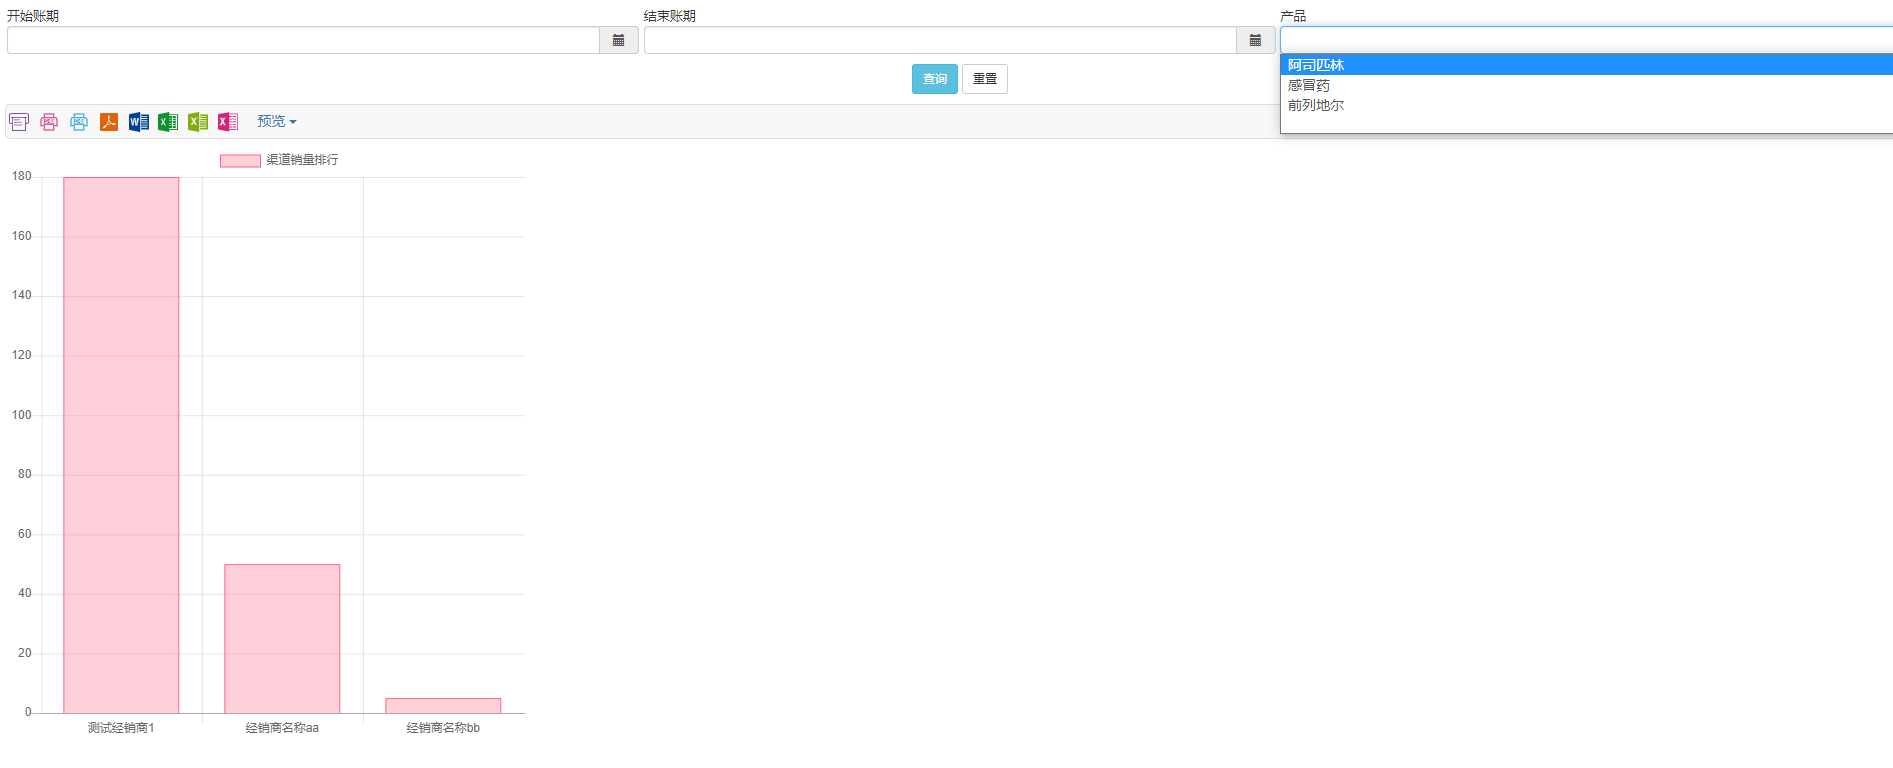 开始账期
结束账期
产品
阿司匹林
感冒药
前列地尔
查询
重置
预览
渠道销量排行
180
160
140
120
100
80
60
40
20
0
测试经销商1
经销商名称aa
经销商名称bb